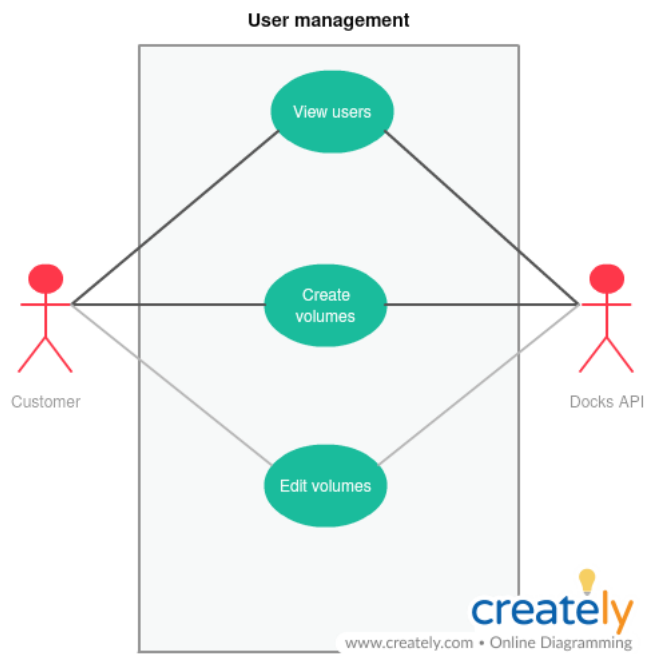 User management
View users
Create
volumes
Customer
Docks API
Edit volumes
creately
www.creately.com • Online Diagramming